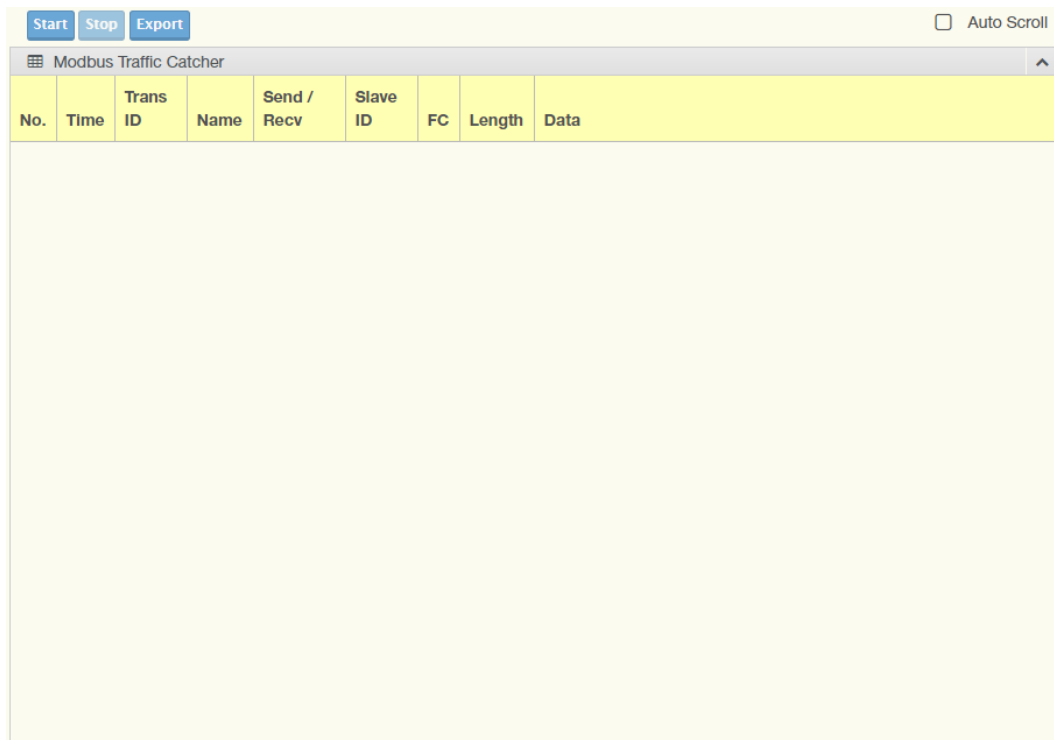 Start Stop Export Auto Scroll
Modbus Traffic Catcher
No. Time Trans ID Name Send / Recv Slave ID FC Length Data